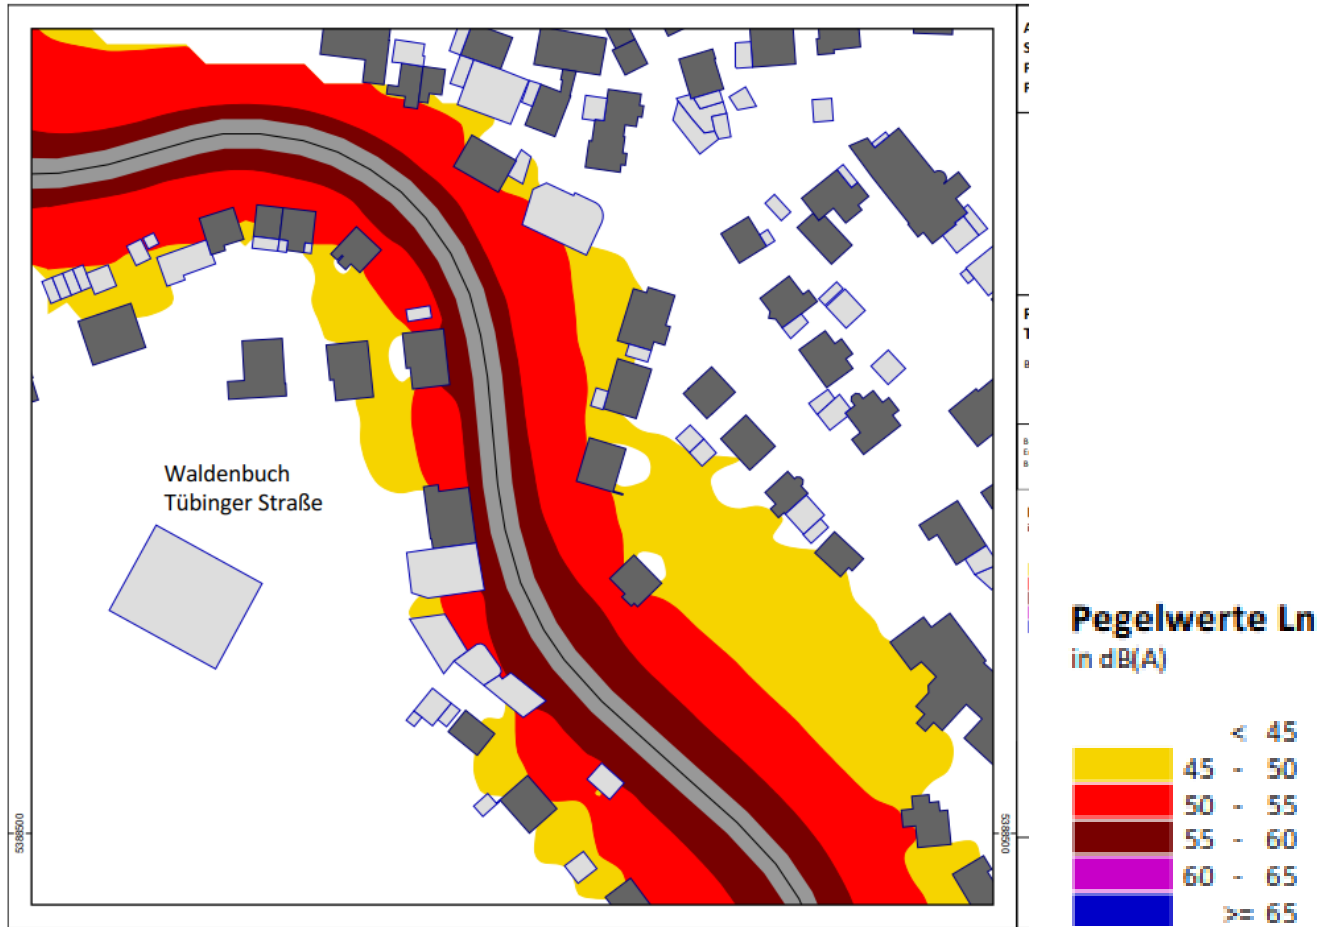 A
S
F
F
F
T
Waldenbuch
Tübinger Straße
5388500
5388500
Pegelwerte Ln
in dB(A)
< 45
45 - 50
50 - 55
55 - 60
60 - 65
>= 65